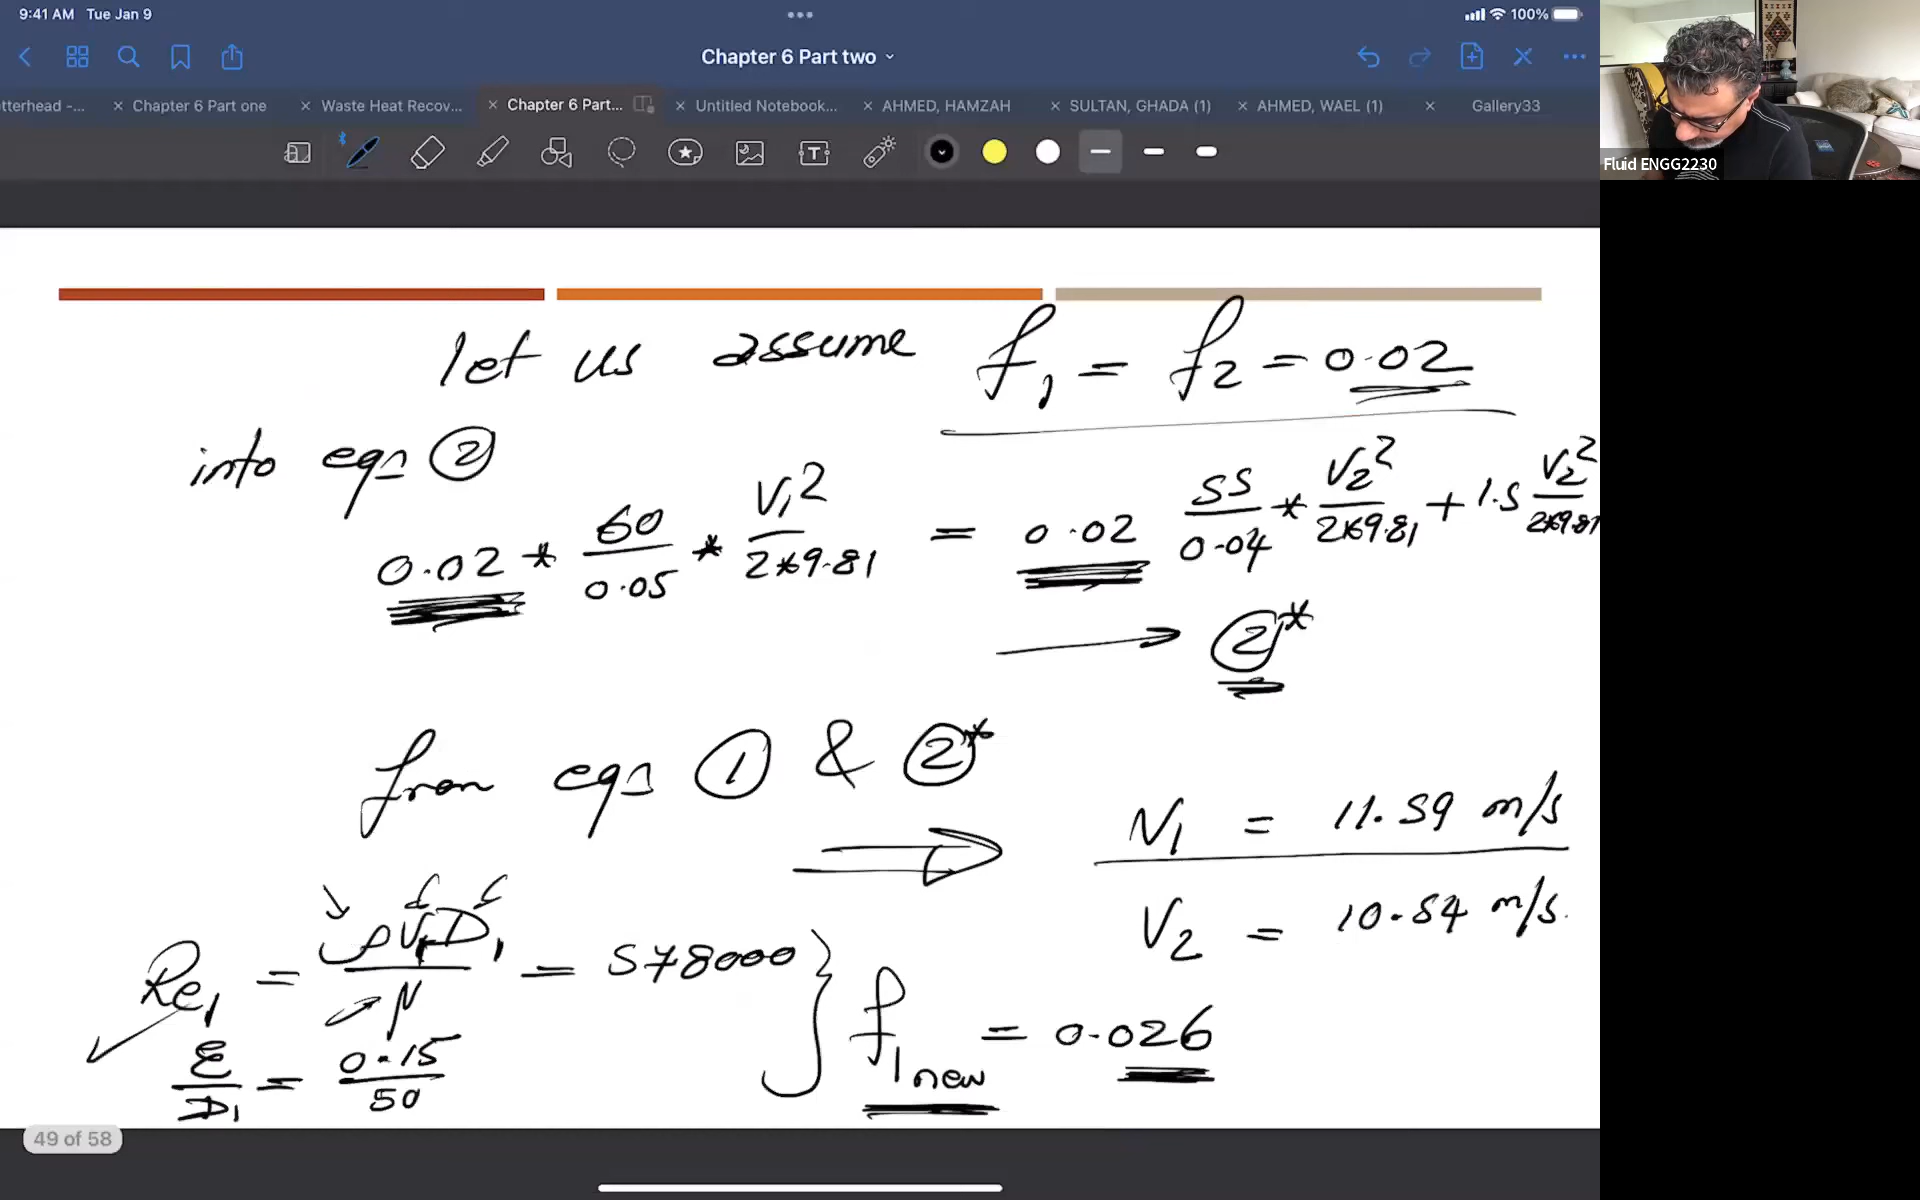 9:41 AM Tue Jan 9
100%
Chapter 6 Part two
tterhead -... × Chapter 6 Part one × Waste Heat Recov... × Chapter 6 Part... × Untitled Notebook... × AHMED, HAMZAH × SULTAN, GHADA (1) × AHMED, WAEL (1) × Gallery33
Fluid ENGG2230
let us assume f1 = f2 = 0.02
into eqn ②
0.02 * 60/0.05 * V1²/2*9.81 = 0.02 55/0.04 * V2²/2*9.81 + 1.5 V2²/2*9.81
→ ②*
from eqn ① & ②*
⇒ V1 = 11.59 m/s
V2 = 10.54 m/s.
Re1 = ρV1D1/μ = 578000
ε/D1 = 0.15/50 } f1new = 0.026
49 of 58